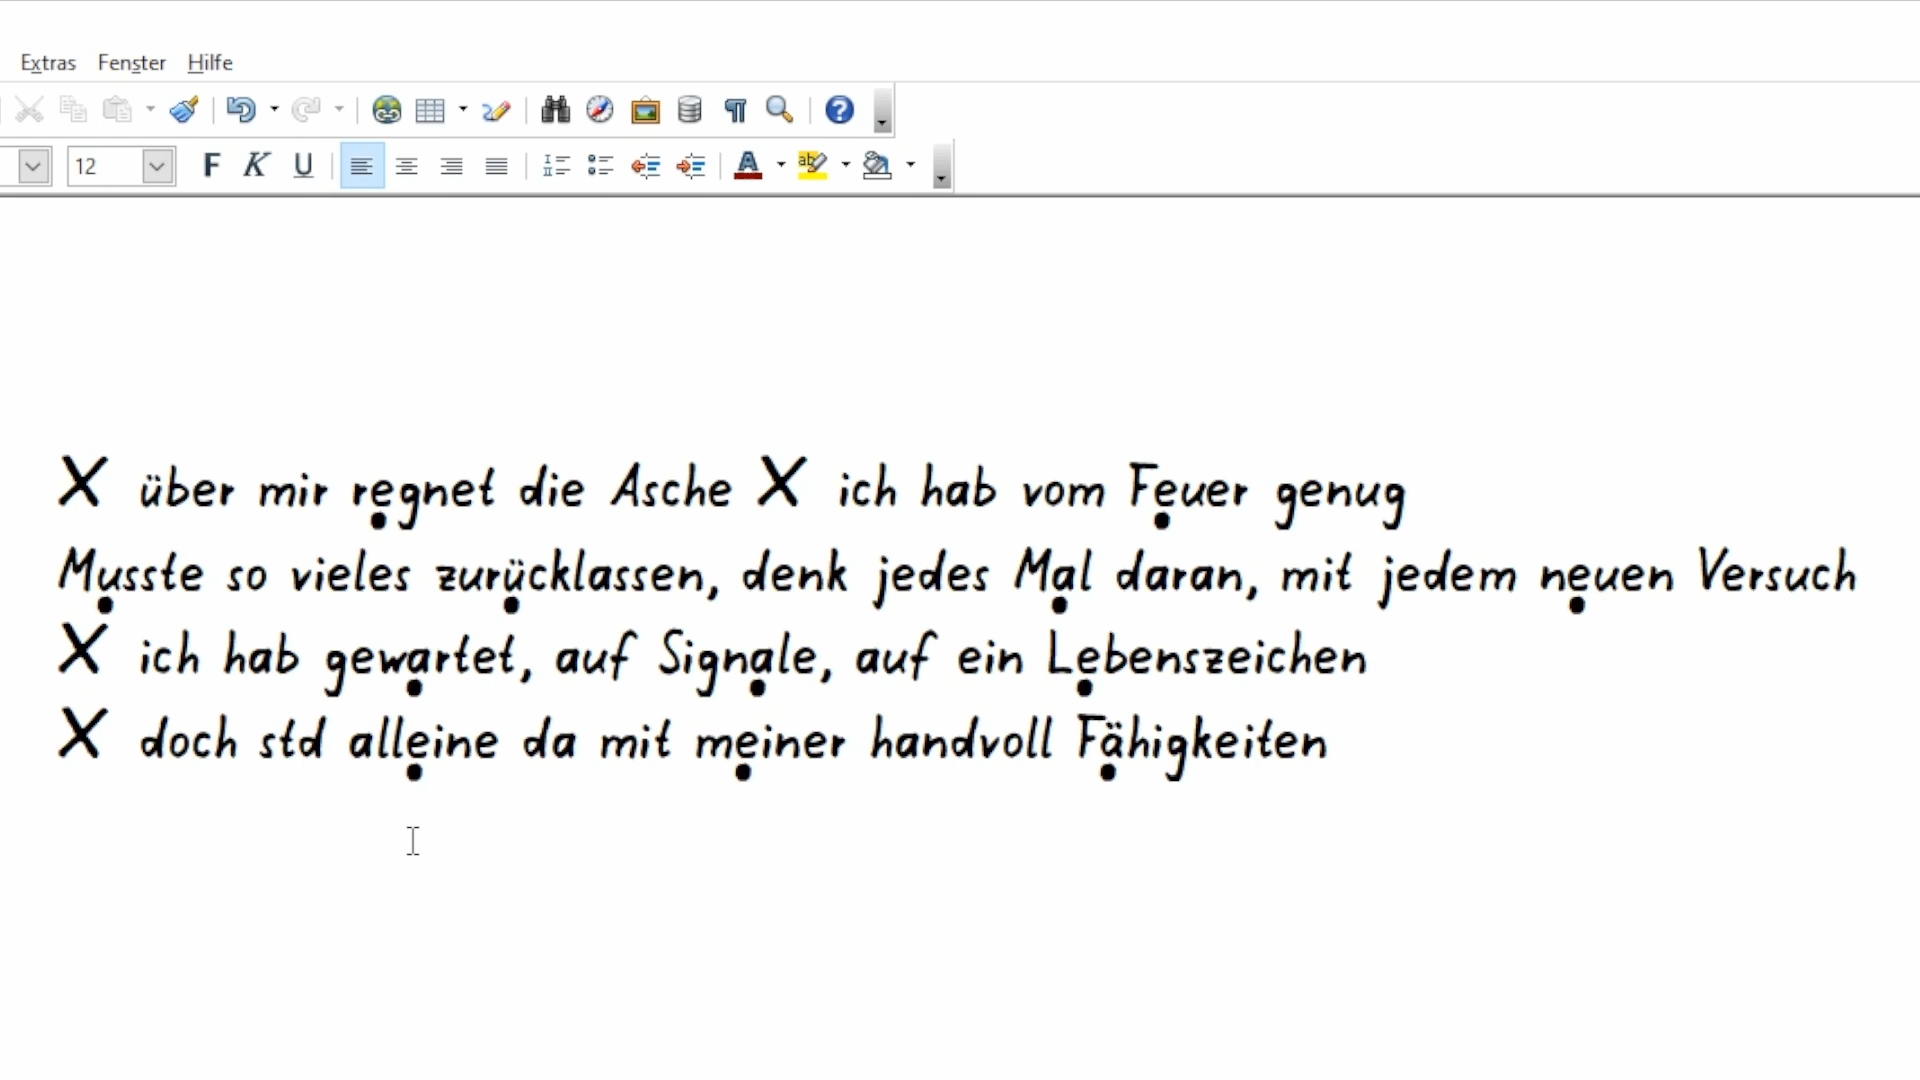 Extras Fenster Hilfe
12 F K U
X über mir regnet die Asche X ich hab vom Feuer genug
Musste so vieles zurücklassen, denk jedes Mal daran, mit jedem neuen Versuch
X ich hab gewartet, auf Signale, auf ein Lebenszeichen
X doch std alleine da mit meiner handvoll Fähigkeiten